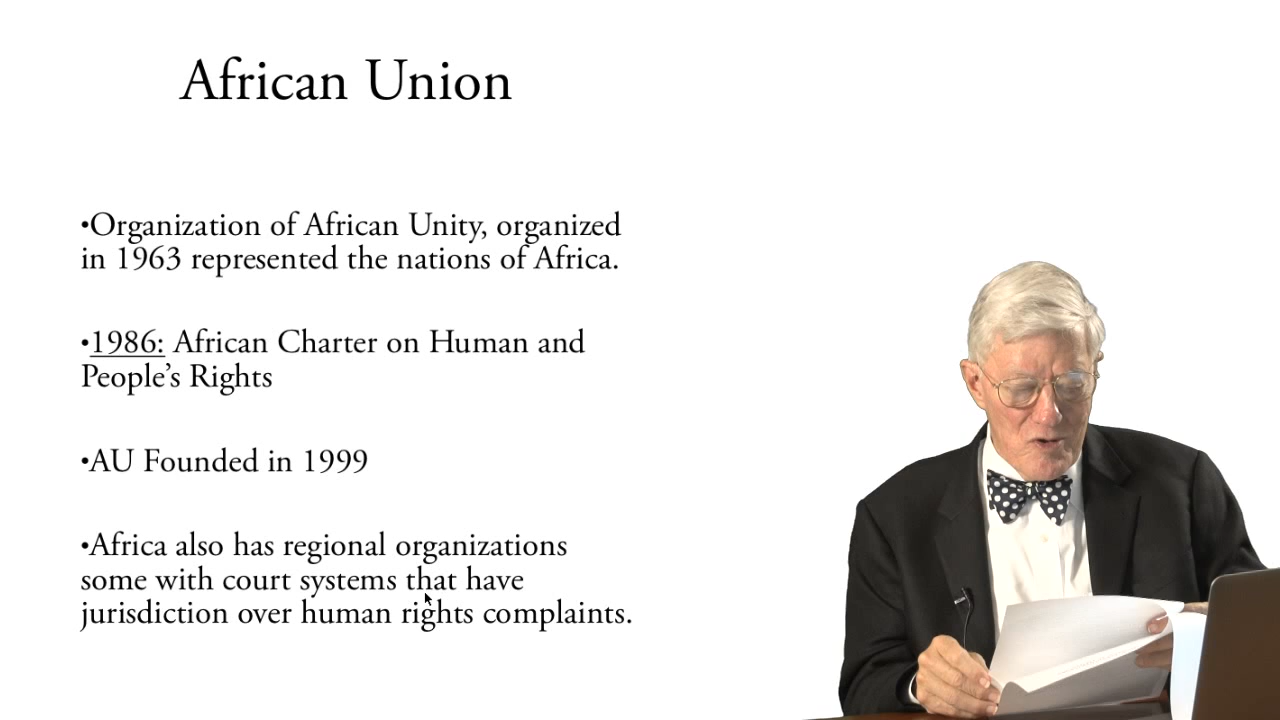 African Union
•Organization of African Unity, organized
in 1963 represented the nations of Africa.
•1986: African Charter on Human and
People’s Rights
•AU Founded in 1999
•Africa also has regional organizations
some with court systems that have
jurisdiction over human rights complaints.